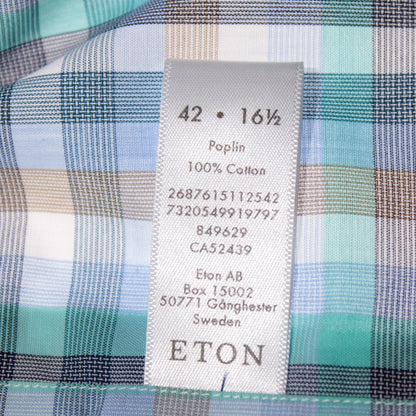 42 • 16½
Poplin
100% Cotton
2687615112542
7320549919797
849629
CA52439
Eton AB
Box 15002
50771 Gånghester
Sweden
ETON